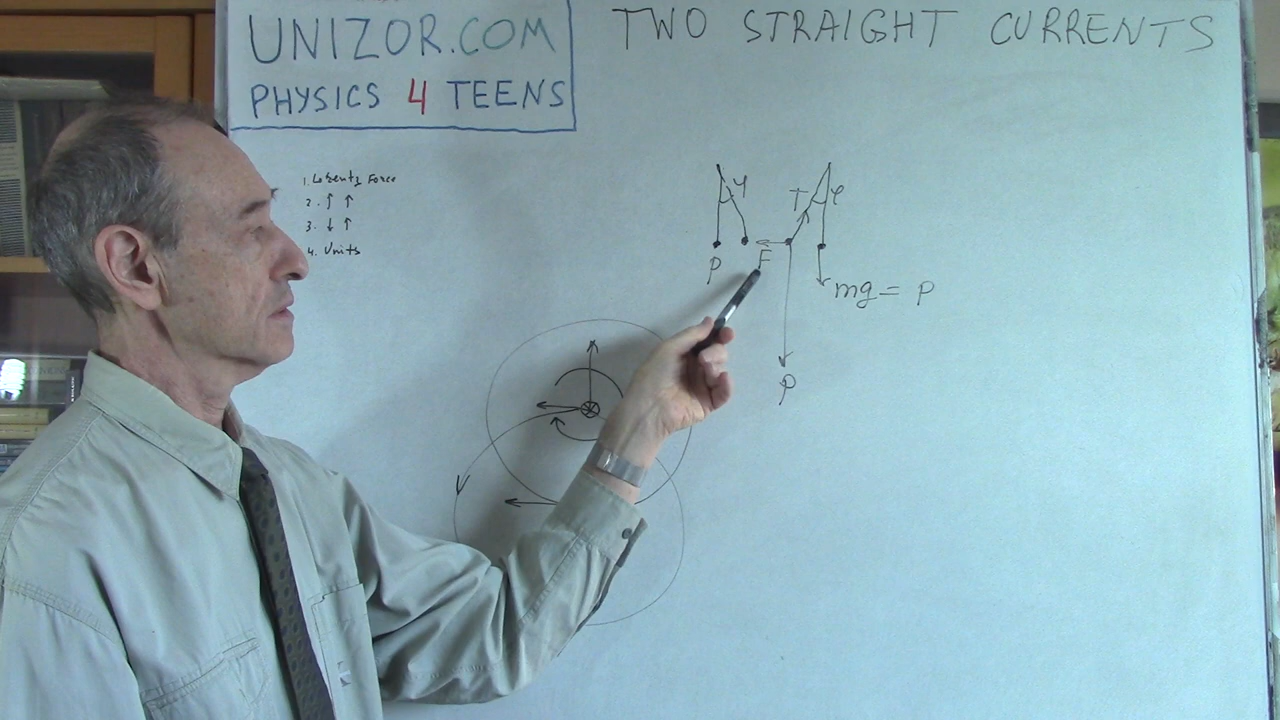 UNIZOR.COM
PHYSICS 4 TEENS
TWO STRAIGHT CURRENTS
1. Lorentz Force
2. ↑ ↑
3. ↓ ↑
4. Units
φ
T φ
P
F
mg = P
P